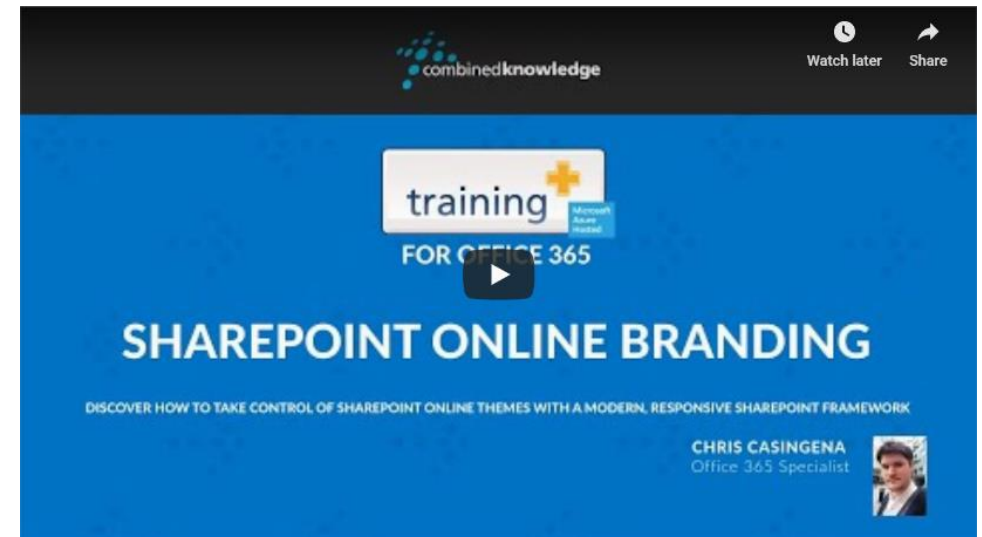 combinedknowledge
Watch later
Share
training
Microsoft
Azure
Hosted
FOR OFFICE 365
SHAREPOINT ONLINE BRANDING
DISCOVER HOW TO TAKE CONTROL OF SHAREPOINT ONLINE THEMES WITH A MODERN, RESPONSIVE SHAREPOINT FRAMEWORK
CHRIS CASINGENA
Office 365 Specialist